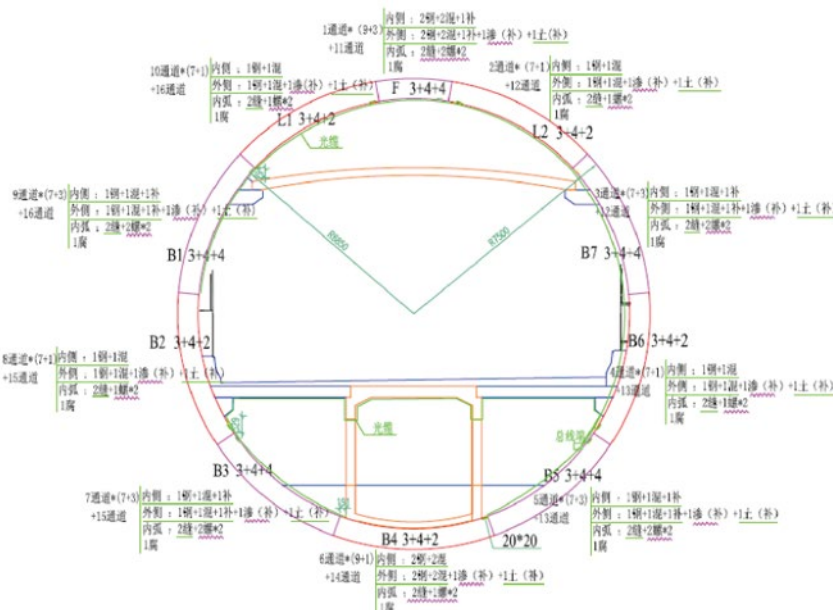 1通道*（9+3）
+11通道
内侧：2钢+2混+1补
外侧：2钢+2混+1补+1渗（补）+1土(补)
内弧：2缝+2螺*2
1腐
10通道*(7+1)
+16通道
内侧：1钢+1混
外侧：1钢+1混+1渗(补)+1土（补）
内弧：2缝+1螺*2
1腐
2通道*（7+1)
+12通道
内侧：1钢+1混
外侧：1钢+1混+1渗（补）+1土（补）
内弧：2缝+1螺*2
1腐
F 3+4+4
L1 3+4+2
L2 3+4+2
光缆
9通道*(7+3)
+16通道
内侧：1钢+1混+1补
外侧：1钢+1混+1补+1渗（补）+1土（补）
内弧：2缝+2螺*2
1腐
3通道*(7+3)
+12通道
内侧：1钢+1混+1补
外侧：1钢+1混+1补+1渗（补）+1土（补）
内弧：2缝+2螺*2
1腐
R6850
R7500
B1 3+4+4
B7 3+4+4
B2 3+4+2
B6 3+4+2
8通道*(7+1)
+15通道
内侧：1钢+1混
外侧：1钢+1混+1渗（补）+1土（补）
内弧：2缝+1螺*2
1腐
4通道*(7+1)
+13通道
内侧：1钢+1混
外侧：1钢+1混+1渗（补）+1土（补）
内弧：2缝+1螺*2
1腐
光缆
总线端
B3 3+4+4
B5 3+4+4
7通道*(7+3)
+15通道
内侧：1钢+1混+1补
外侧：1钢+1混+1补+1渗（补）+1土（补）
内弧：2缝+2螺*2
1腐
5通道*(7+3)
+13通道
内侧：1钢+1混+1补
外侧：1钢+1混+1补+1渗（补）+1土（补）
内弧：2缝+2螺*2
1腐
B4 3+4+2
20*20
6通道*(9+1)
+14通道
内侧：2钢+2混
外侧：2钢+2混+1渗（补）+1土（补）
内弧：2缝+1螺*2
1腐